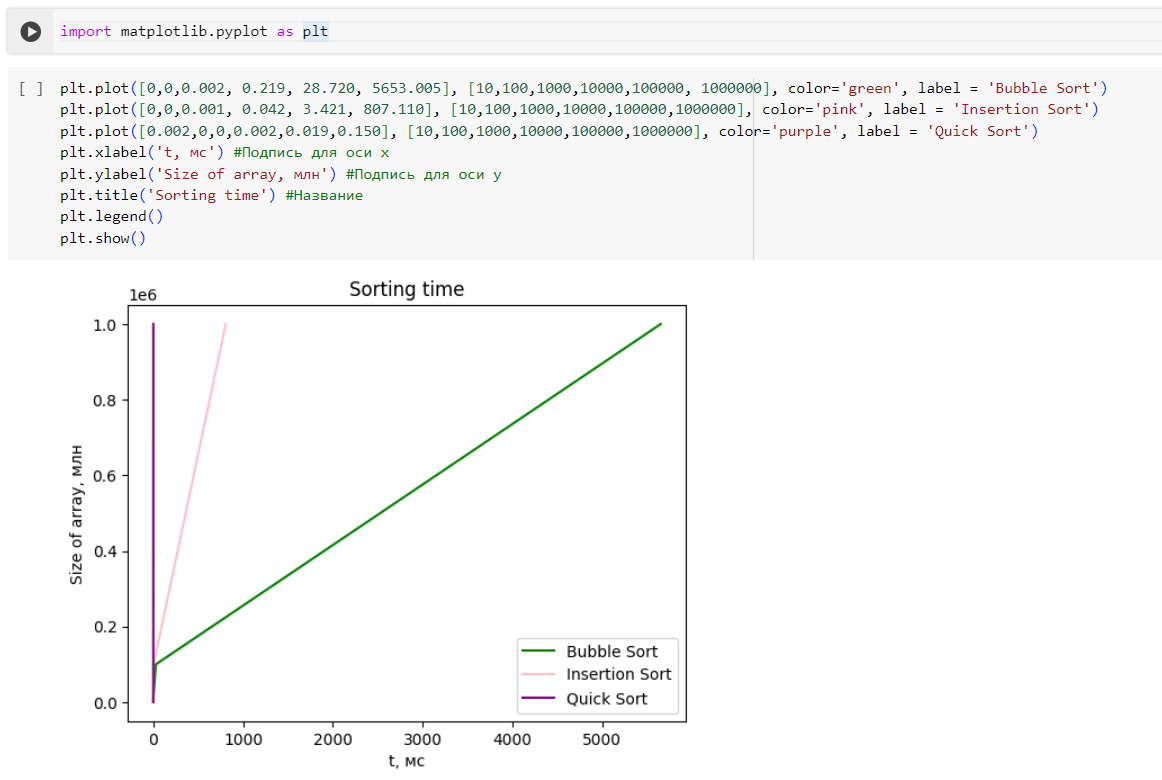 import matplotlib.pyplot as plt
[ ] plt.plot([0,0,0.002, 0.219, 28.720, 5653.005], [10,100,1000,10000,100000, 1000000], color='green', label = 'Bubble Sort')
plt.plot([0,0,0.001, 0.042, 3.421, 807.110], [10,100,1000,10000,100000,1000000], color='pink', label = 'Insertion Sort')
plt.plot([0.002,0,0,0.002,0.019,0.150], [10,100,1000,10000,100000,1000000], color='purple', label = 'Quick Sort')
plt.xlabel('t, мс') #Подпись для оси x
plt.ylabel('Size of array, млн') #Подпись для оси y
plt.title('Sorting time') #Название
plt.legend()
plt.show()
Sorting time
1e6
1.0
0.8
0.6
0.4
0.2
0.0
Size of array, млн
Bubble Sort
Insertion Sort
Quick Sort
0 1000 2000 3000 4000 5000
t, мс